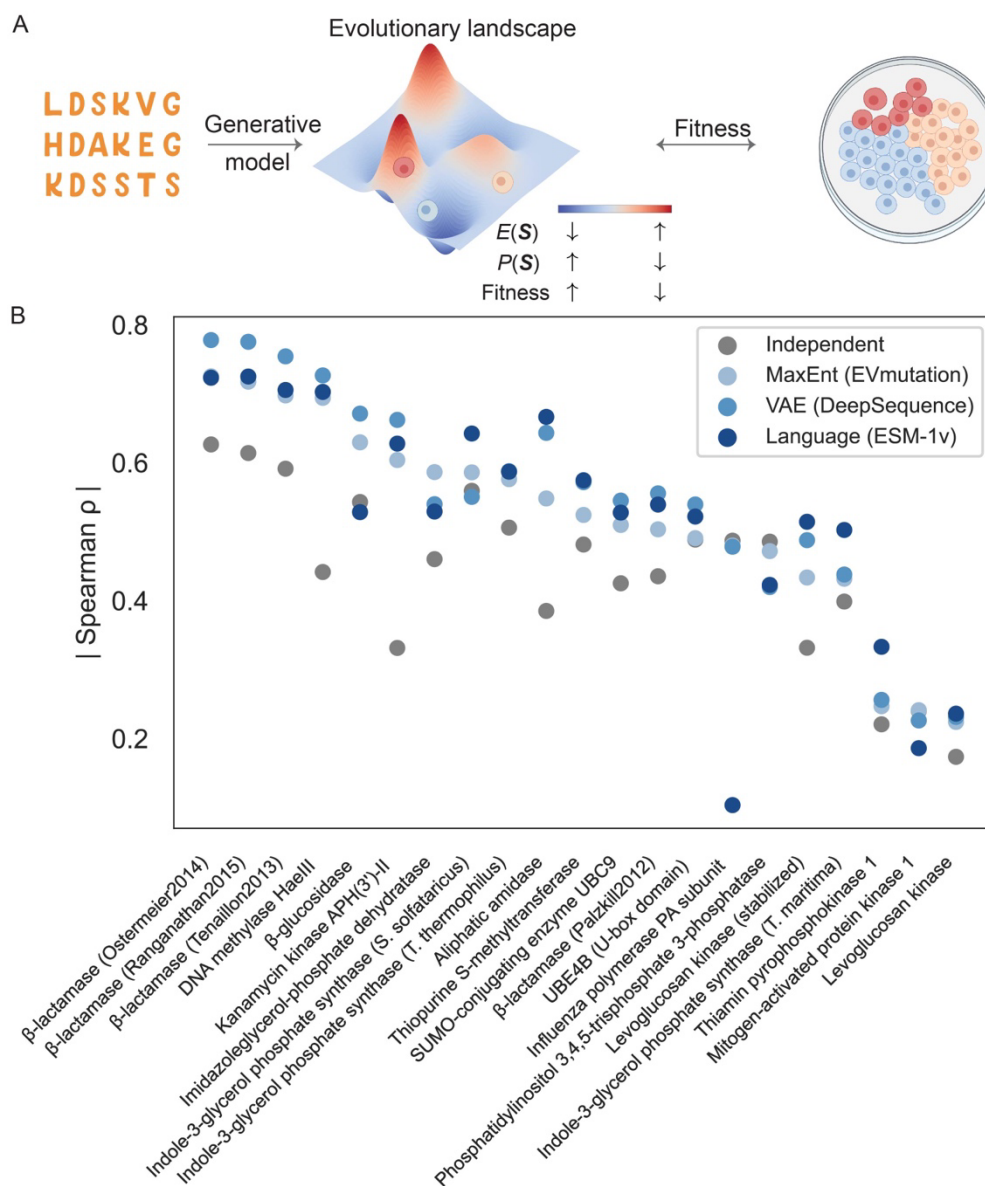 A
Evolutionary landscape
LDSKVG
HDAKEG
KDSSTS
Generative
model
Fitness
E(S) ↓ ↑
P(S) ↑ ↓
Fitness ↑ ↓
B
0.8
0.6
0.4
0.2
| Spearman ρ |
Independent
MaxEnt (EVmutation)
VAE (DeepSequence)
Language (ESM-1v)
β-lactamase (Ostermeier2014)
β-lactamase (Ranganathan2015)
β-lactamase (Tenaillon2013)
DNA methylase HaeIII
β-glucosidase
Kanamycin kinase APH(3')-II
Imidazoleglycerol-phosphate dehydratase
Indole-3-glycerol phosphate synthase (S. solfataricus)
Indole-3-glycerol phosphate synthase (T. thermophilus)
Aliphatic amidase
Thiopurine S-methyltransferase
SUMO-conjugating enzyme UBC9
β-lactamase (Palzkill2012)
UBE4B (U-box domain)
Influenza polymerase PA subunit
Phosphatidylinositol 3,4,5-trisphosphate 3-phosphatase
Levoglucosan kinase (stabilized)
Indole-3-glycerol phosphate synthase (T. maritima)
Thiamin pyrophosphokinase 1
Mitogen-activated protein kinase 1
Levoglucosan kinase